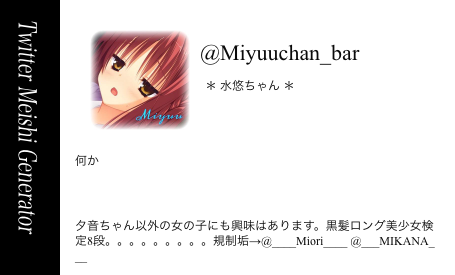 Twitter Meishi Generator
@Miyuuchan_bar
＊ 水悠ちゃん ＊
Miyuu
何か
夕音ちゃん以外の女の子にも興味はあります。黒髪ロング美少女検
定8段。。。。。。。。。規制垢→@____Miori____ @___MIKANA_
__